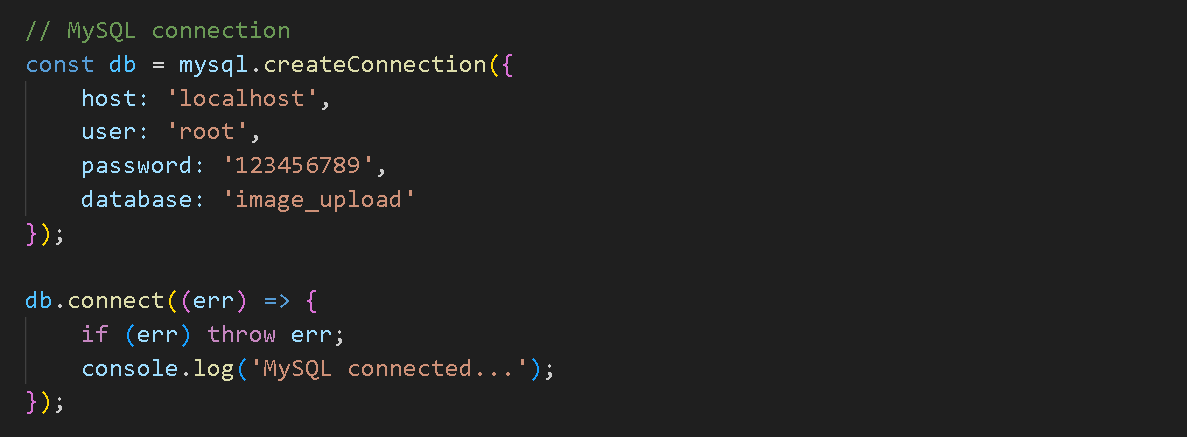 // MySQL connection
const db = mysql.createConnection({
    host: 'localhost',
    user: 'root',
    password: '123456789',
    database: 'image_upload'
});

db.connect((err) => {
    if (err) throw err;
    console.log('MySQL connected...');
});